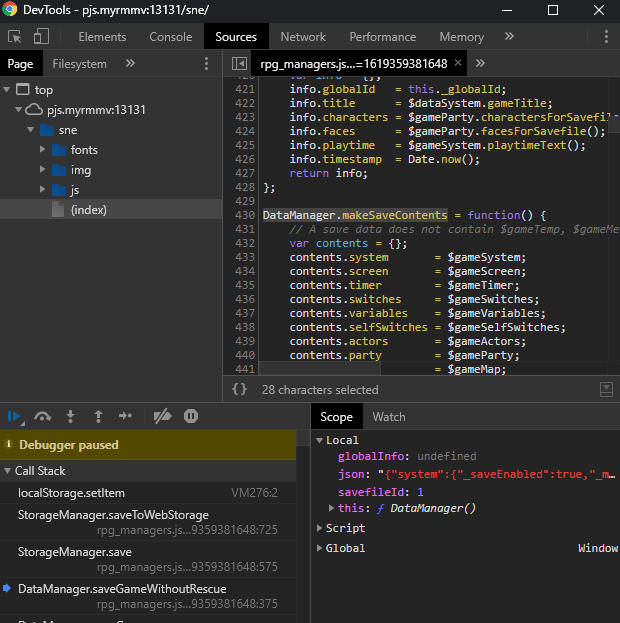 DevTools - pjs.myrmmv:13131/sne/
Elements Console Sources Network Performance Memory »
Page Filesystem »
rpg_managers.js...=1619359381648 × »
top
pjs.myrmmv:13131
sne
fonts
img
js
(index)
421 info.globalId = this._globalId;
422 info.title = $dataSystem.gameTitle;
423 info.characters = $gameParty.charactersForSavefile
424 info.faces = $gameParty.facesForSavefile();
425 info.playtime = $gameSystem.playtimeText();
426 info.timestamp = Date.now();
427 return info;
428 };
429
430 DataManager.makeSaveContents = function() {
431 // A save data does not contain $gameTemp, $gameMe
432 var contents = {};
433 contents.system = $gameSystem;
434 contents.screen = $gameScreen;
435 contents.timer = $gameTimer;
436 contents.switches = $gameSwitches;
437 contents.variables = $gameVariables;
438 contents.selfSwitches = $gameSelfSwitches;
439 contents.actors = $gameActors;
440 contents.party = $gameParty;
441 = $gameMap;
{} 28 characters selected
Debugger paused
Call Stack
localStorage.setItem VM276:2
StorageManager.saveToWebStorage
rpg_managers.js...9359381648:725
StorageManager.save
rpg_managers.js...9359381648:575
DataManager.saveGameWithoutRescue
rpg_managers.js...9359381648:375
Scope Watch
Local
globalInfo: undefined
json: "{"system":{"_saveEnabled":true,"_m…
savefileId: 1
this: ƒ DataManager()
Script
Global Window